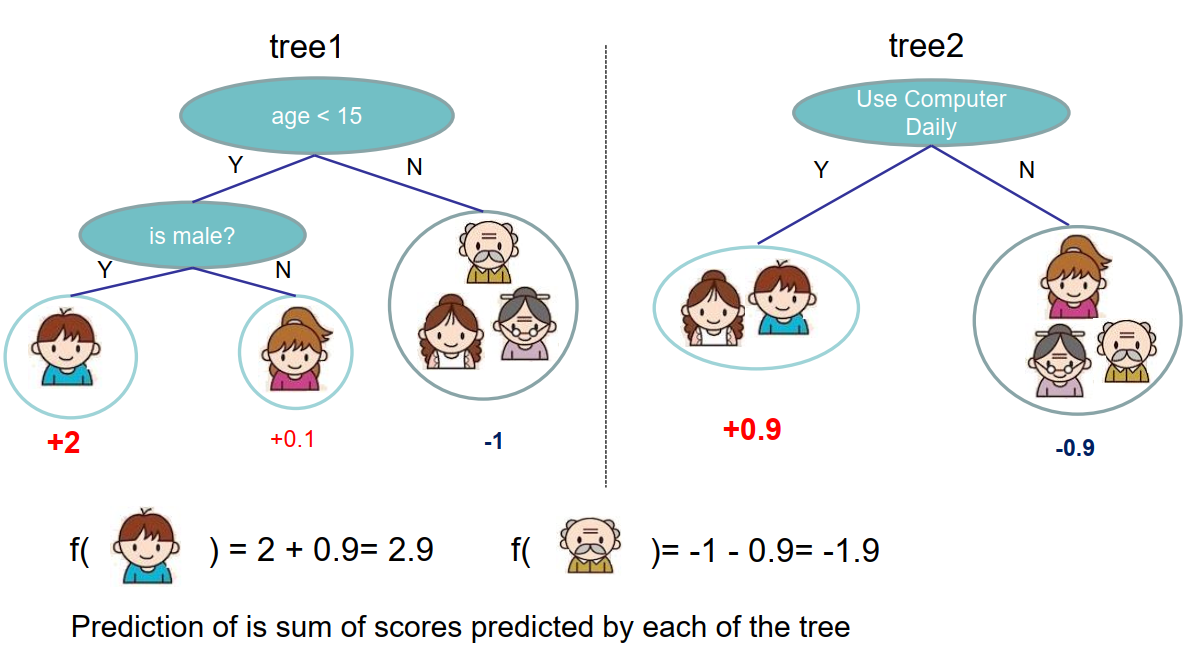 tree1
age < 15
Y
N
is male?
Y
N
+2
+0.1
-1
tree2
Use Computer
Daily
Y
N
+0.9
-0.9
f( ) = 2 + 0.9= 2.9
f( )= -1 - 0.9= -1.9
Prediction of is sum of scores predicted by each of the tree